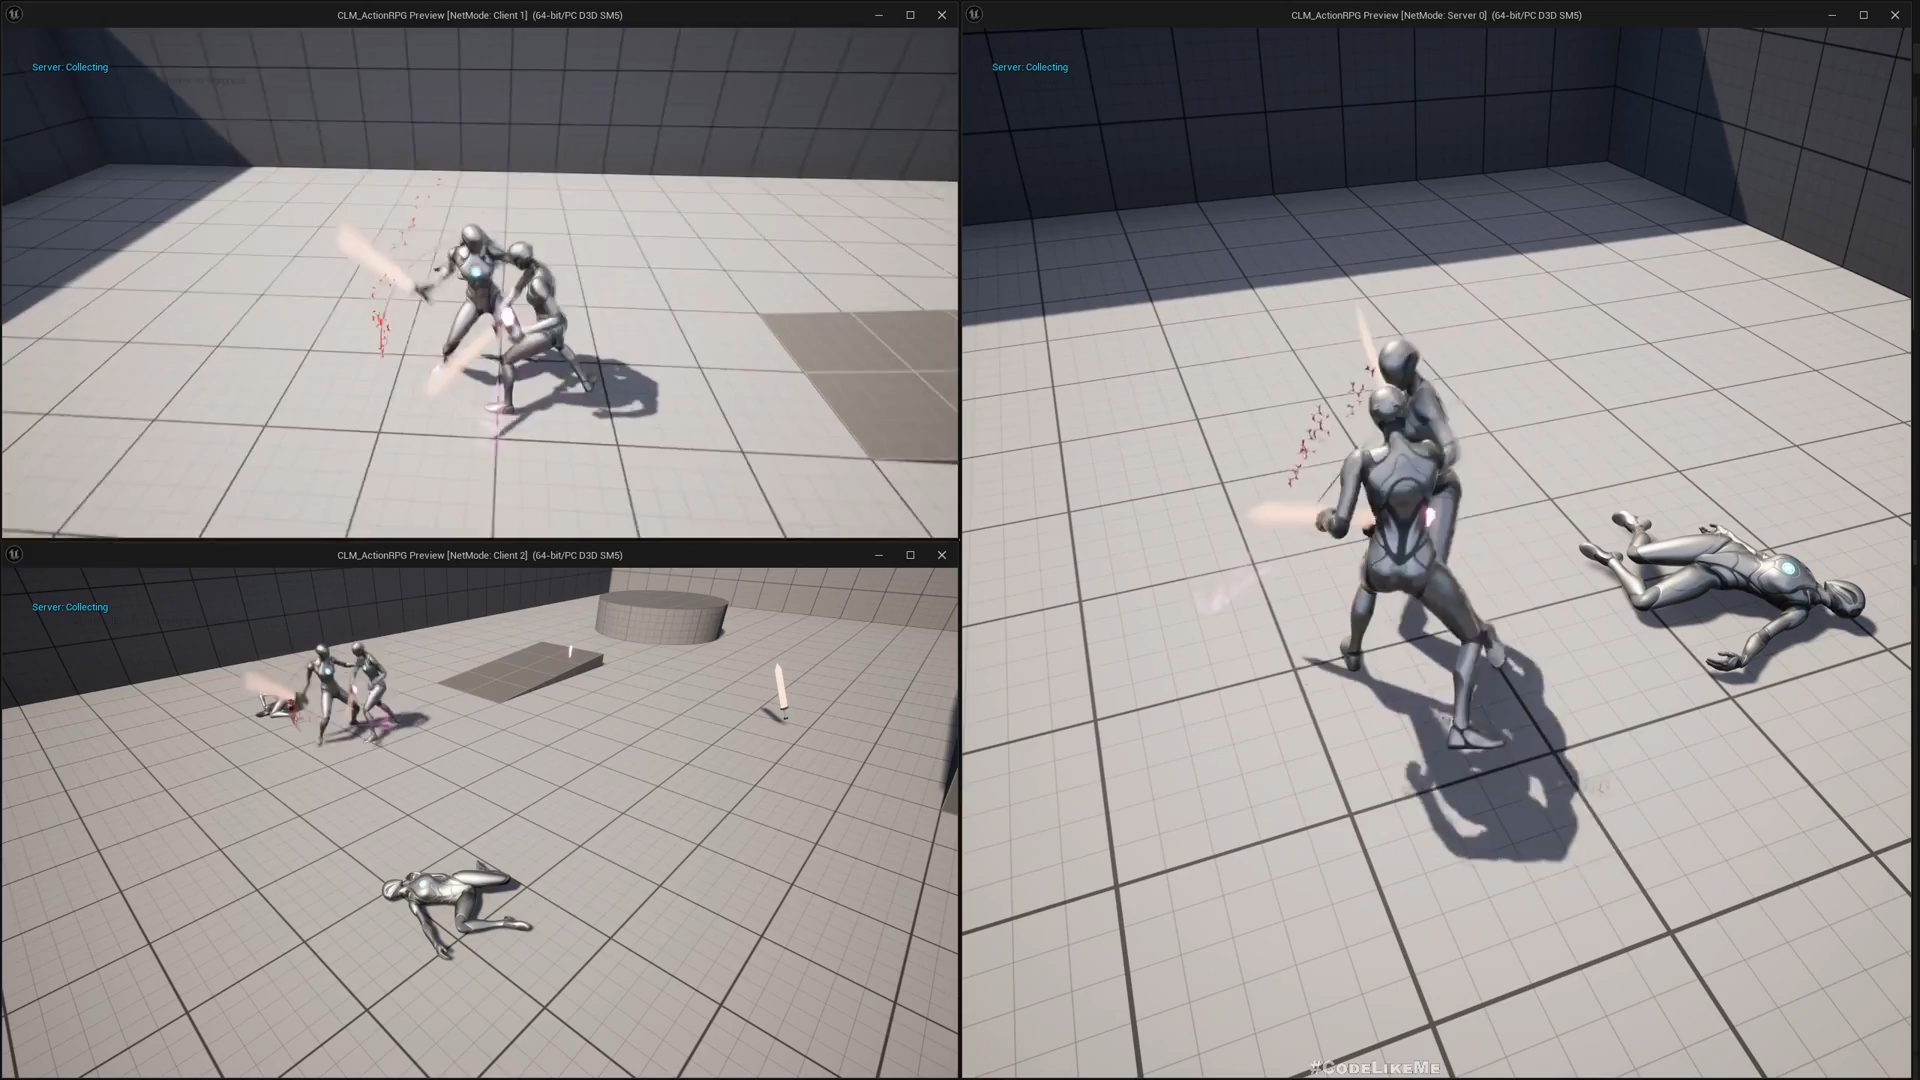 CLM_ActionRPG Preview [NetMode: Client 1] (64-bit/PC D3D SM5)
Server: Collecting
CLM_ActionRPG Preview [NetMode: Client 2] (64-bit/PC D3D SM5)
Server: Collecting
CLM_ActionRPG Preview [NetMode: Server 0] (64-bit/PC D3D SM5)
Server: Collecting
#CodeLikeMe